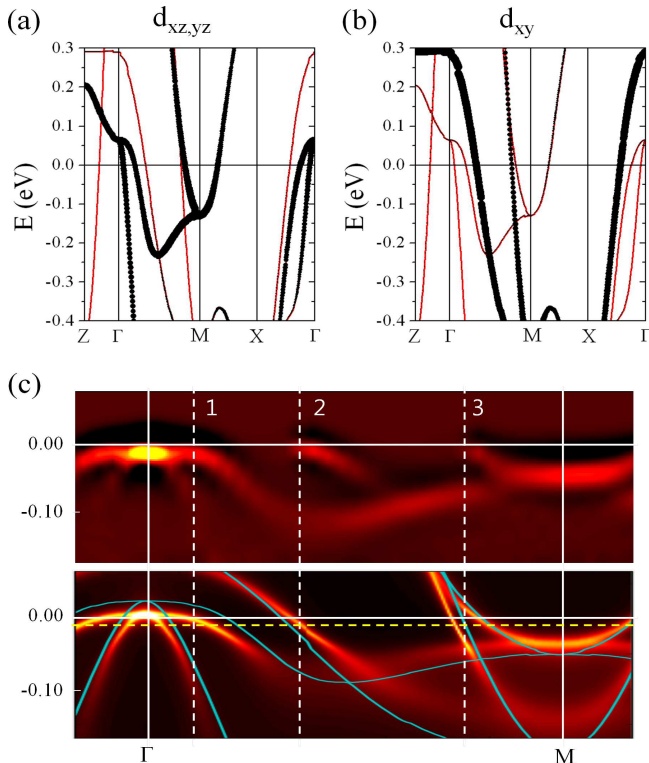 (a) d_xz,yz (b) d_xy
0.3 0.3
0.2 0.2
0.1 0.1
0.0 0.0
-0.1 -0.1
-0.2 -0.2
-0.3 -0.3
-0.4 -0.4
E (eV) E (eV)
Z Γ M X Γ Z Γ M X Γ
(c)
1 2 3
0.00
-0.10
0.00
-0.10
Γ M